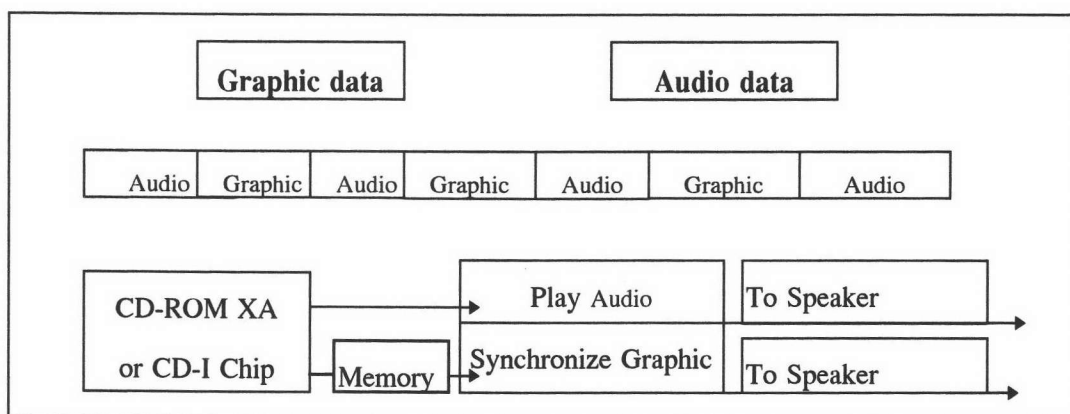 Graphic data Audio data
Audio Graphic Audio Graphic Audio Graphic Audio
CD-ROM XA Play Audio To Speaker
or CD-I Chip Memory Synchronize Graphic To Speaker